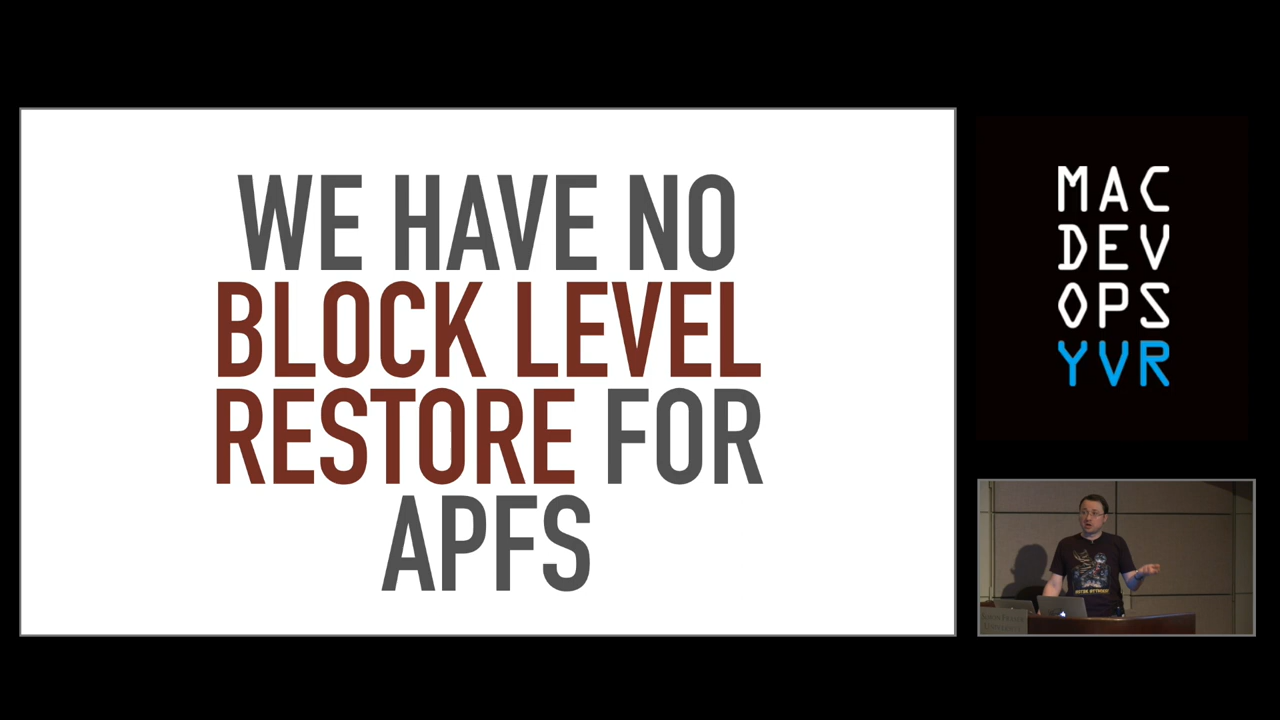 WE HAVE NO
BLOCK LEVEL
RESTORE FOR
APFS
MAC
DEV
OPS
YVR